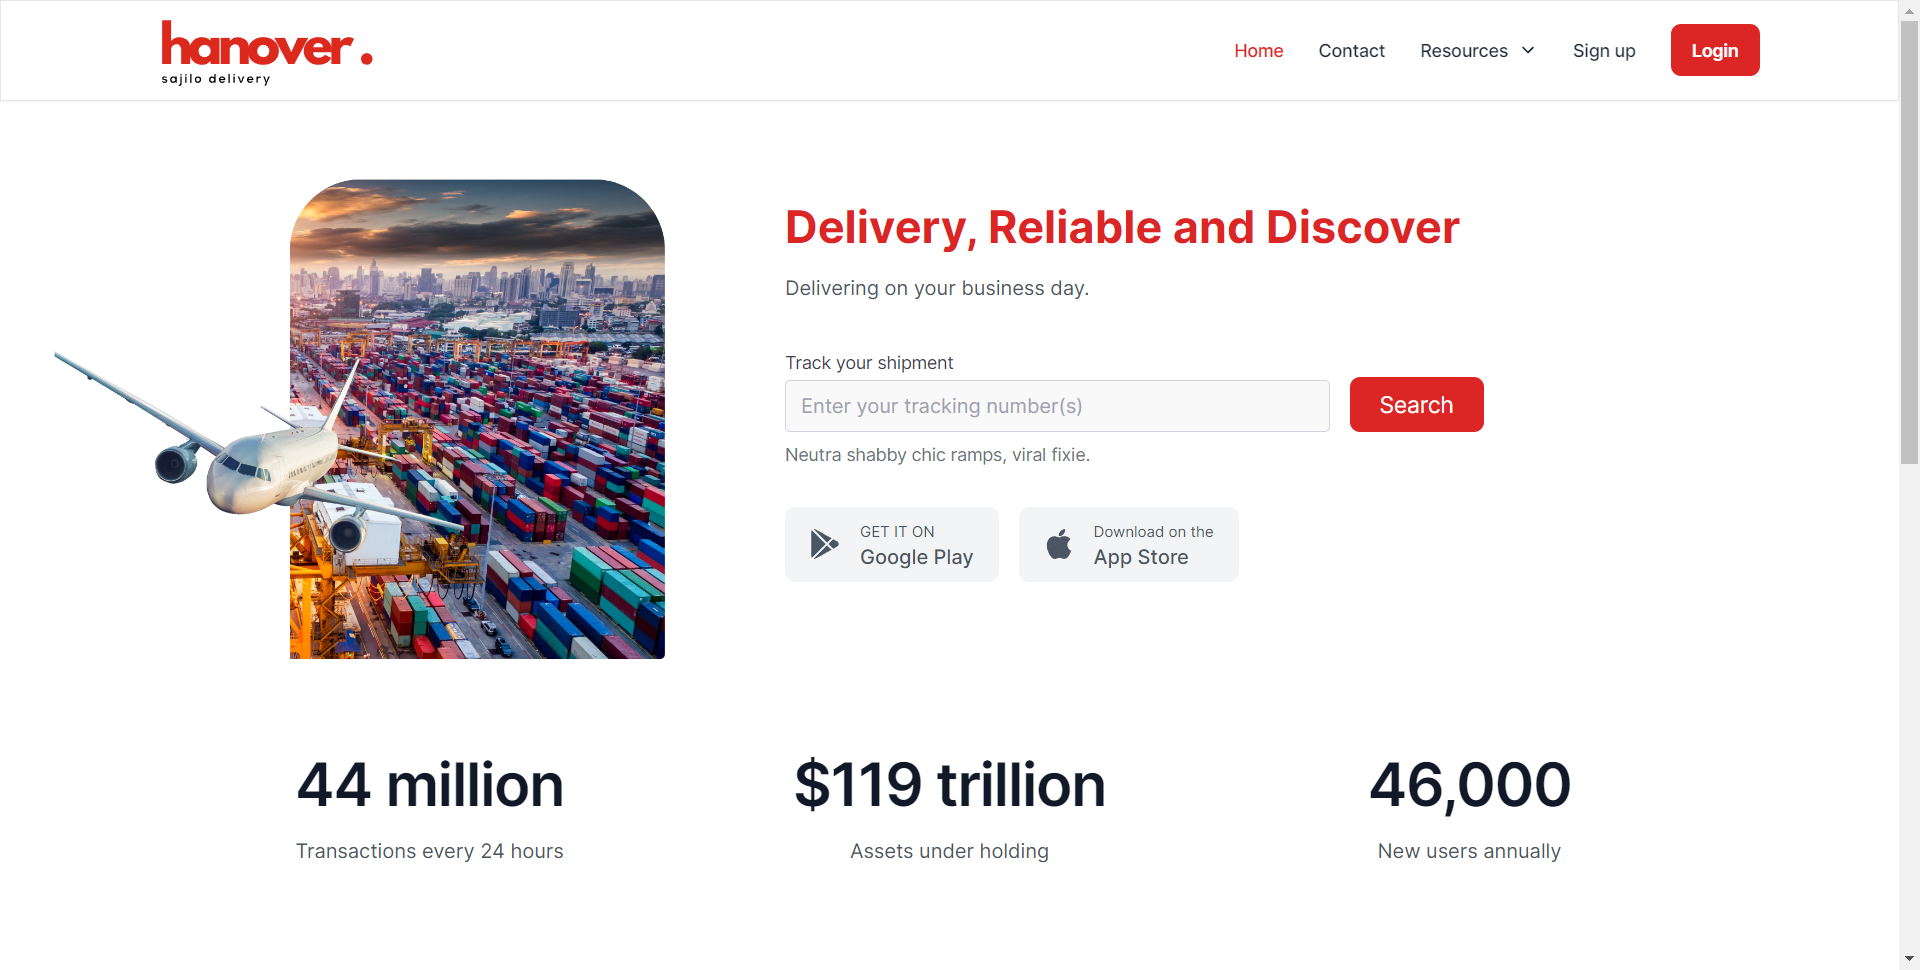 hanover.
sajilo delivery
Home
Contact
Resources
Sign up
Login
Delivery, Reliable and Discover
Delivering on your business day.
Track your shipment
Enter your tracking number(s)
Search
Neutra shabby chic ramps, viral fixie.
GET IT ON
Google Play
Download on the
App Store
44 million
Transactions every 24 hours
$119 trillion
Assets under holding
46,000
New users annually